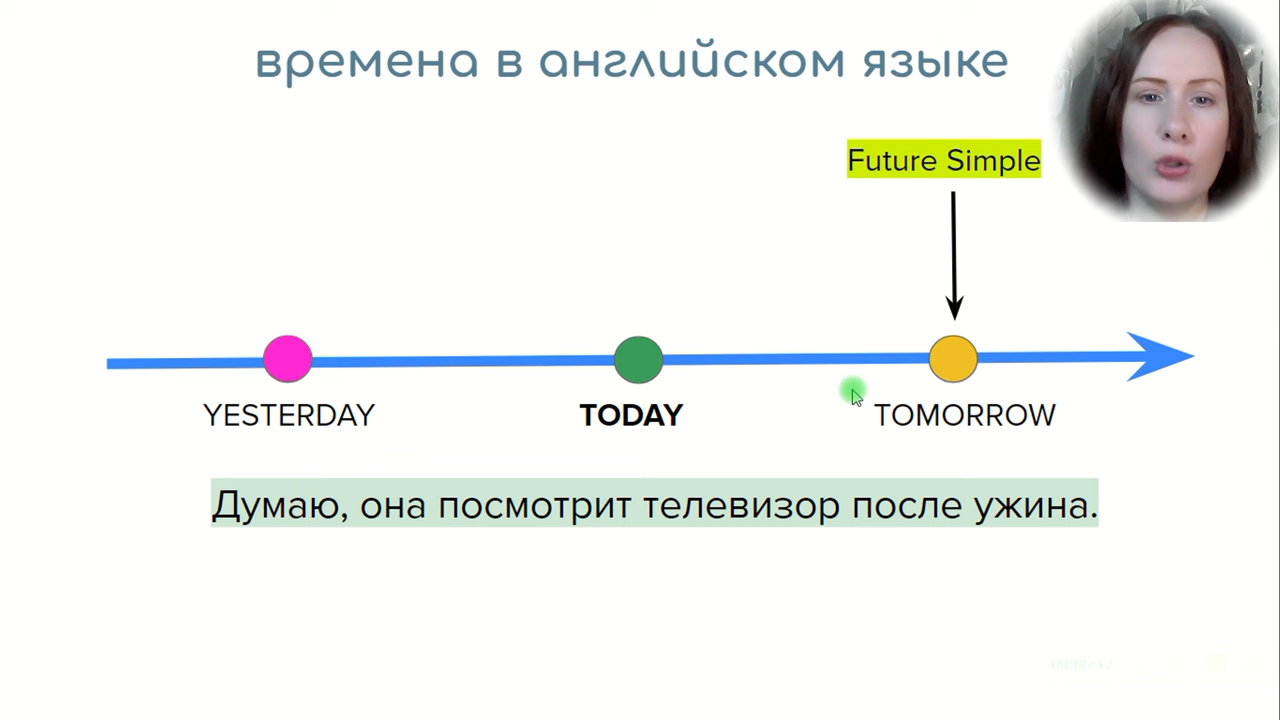 времена в английском языке
Future Simple
YESTERDAY
TODAY
TOMORROW
Думаю, она посмотрит телевизор после ужина.